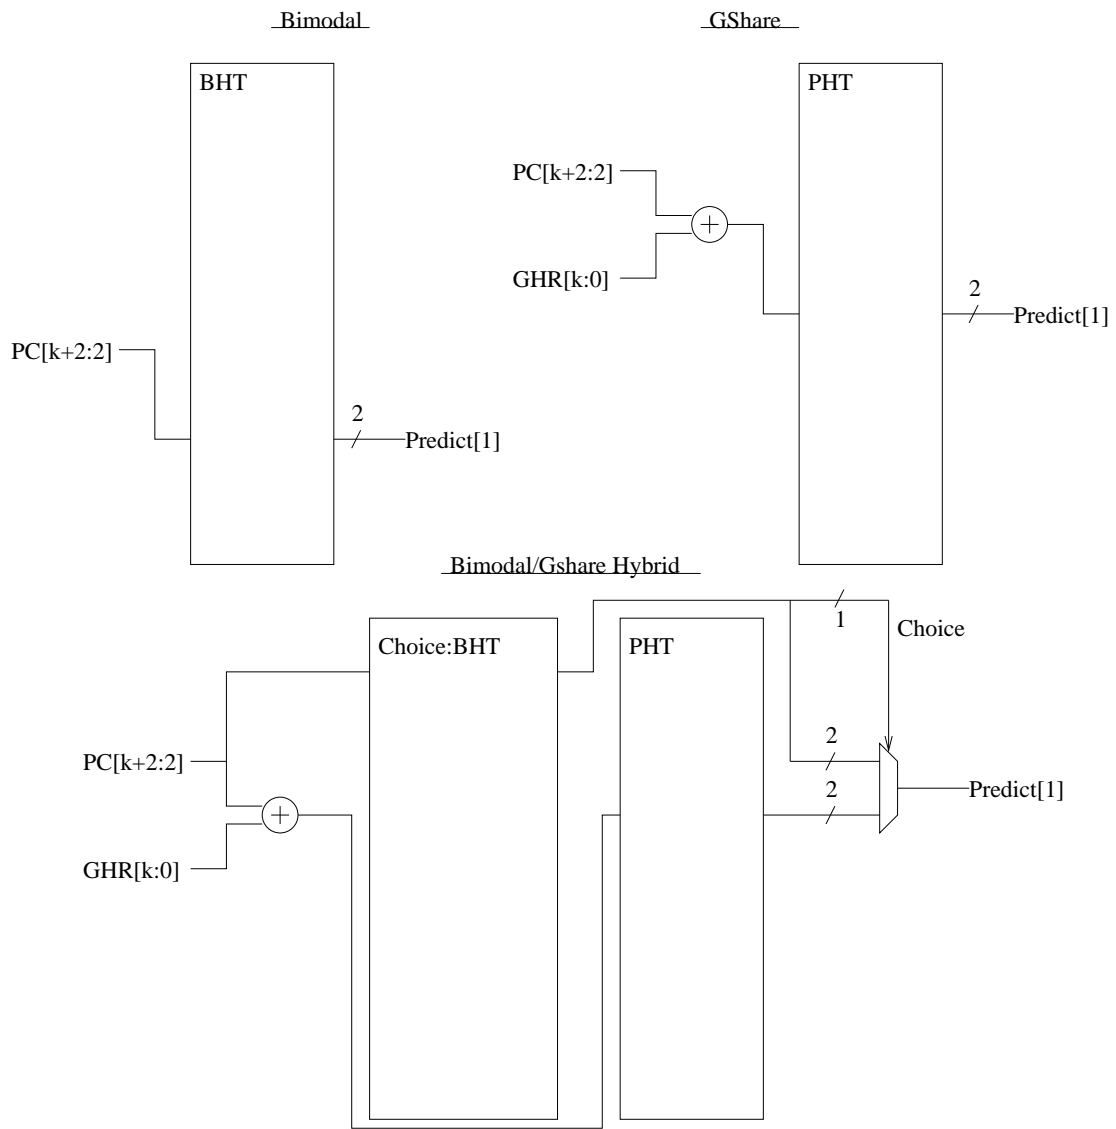 Bimodal
GShare
BHT
PHT
PC[k+2:2]
GHR[k:0]
2
Predict[1]
PC[k+2:2]
2
Predict[1]
Bimodal/Gshare Hybrid
1
Choice
Choice:BHT
PHT
PC[k+2:2]
2
2
Predict[1]
GHR[k:0]